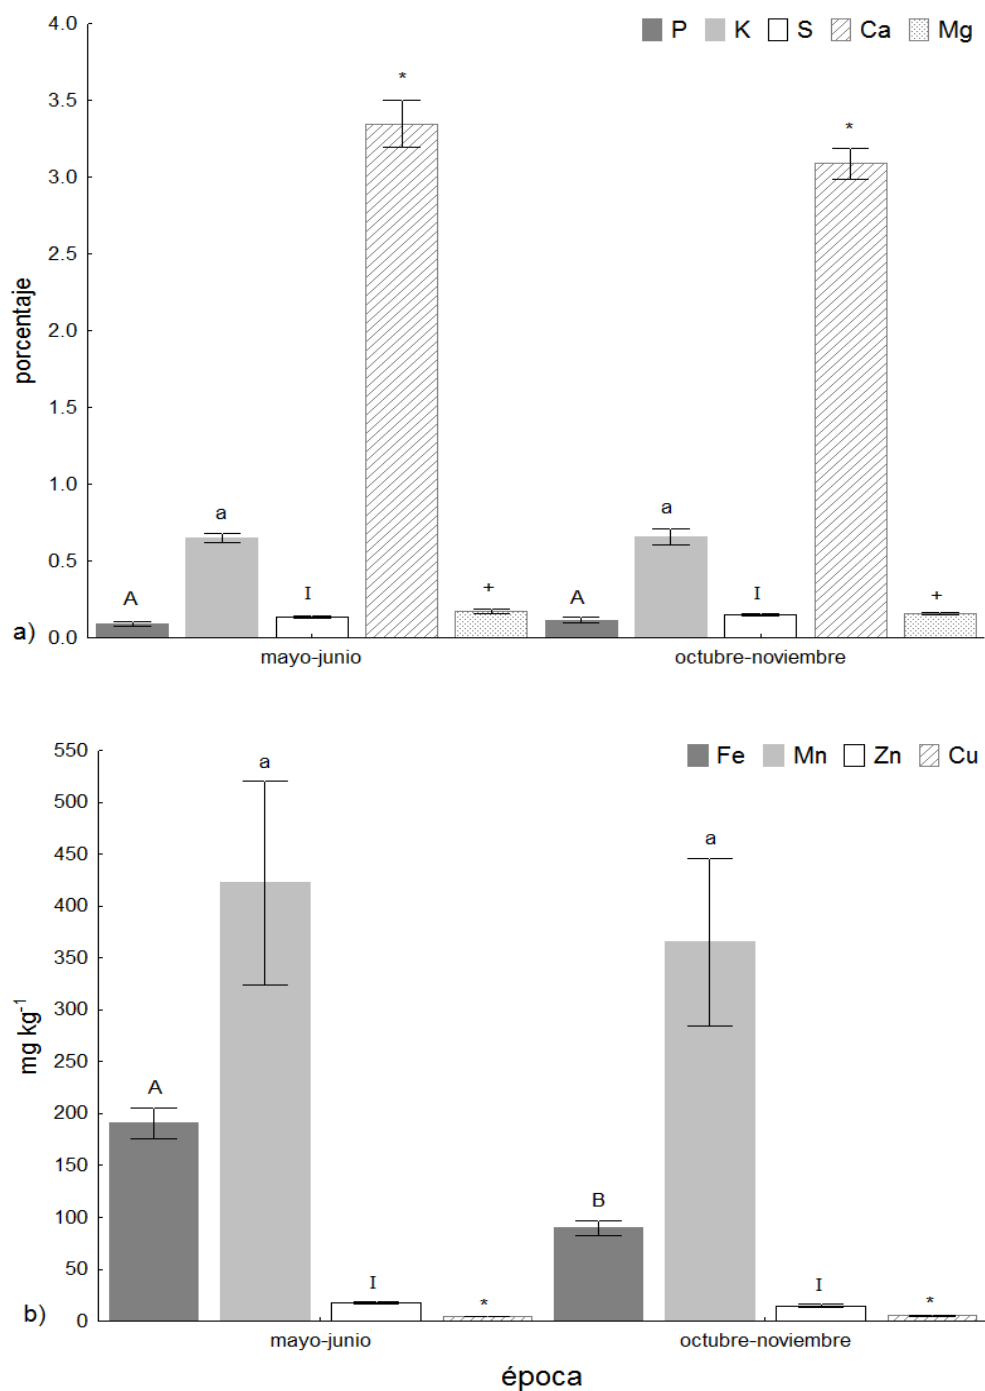 4.0
P K S Ca Mg
*
3.5
*
3.0
2.5
porcentaje
2.0
1.5
1.0
a a
0.5
A I + A I +
a) 0.0
mayo-junio octubre-noviembre
550
Fe Mn Zn Cu
a
500
450
a
400
350
300
mg kg⁻¹
250
A
200
150
B
100
50
I * I *
b) 0
mayo-junio octubre-noviembre
época